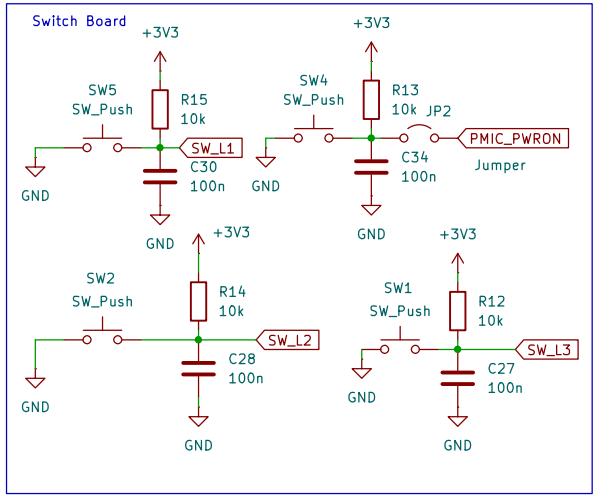 Switch Board
+3V3
SW5
SW_Push
R15
10k
SW_L1
C30
100n
GND
GND
+3V3
SW4
SW_Push
R13
10k
JP2
PMIC_PWRON
Jumper
C34
100n
GND
GND
+3V3
SW2
SW_Push
R14
10k
SW_L2
C28
100n
GND
GND
+3V3
SW1
SW_Push
R12
10k
SW_L3
C27
100n
GND
GND